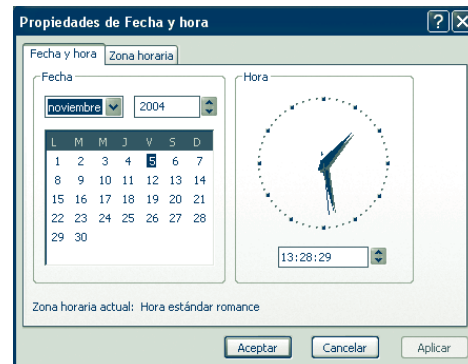 Propiedades de Fecha y hora
Fecha y hora Zona horaria
Fecha
noviembre 2004
L M M J V S D
1 2 3 4 5 6 7
8 9 10 11 12 13 14
15 16 17 18 19 20 21
22 23 24 25 26 27 28
29 30
Hora
13:28:29
Zona horaria actual: Hora estándar romance
Aceptar Cancelar Aplicar